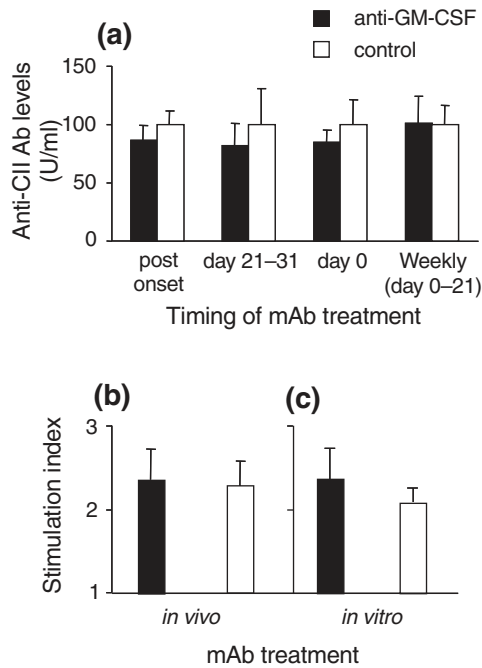 (a)
anti-GM-CSF
control
Anti-CII Ab levels
(U/ml)
150
100
50
0
post
onset
day 21–31
day 0
Weekly
(day 0–21)
Timing of mAb treatment
(b)
(c)
Stimulation index
3
2
1
in vivo
in vitro
mAb treatment